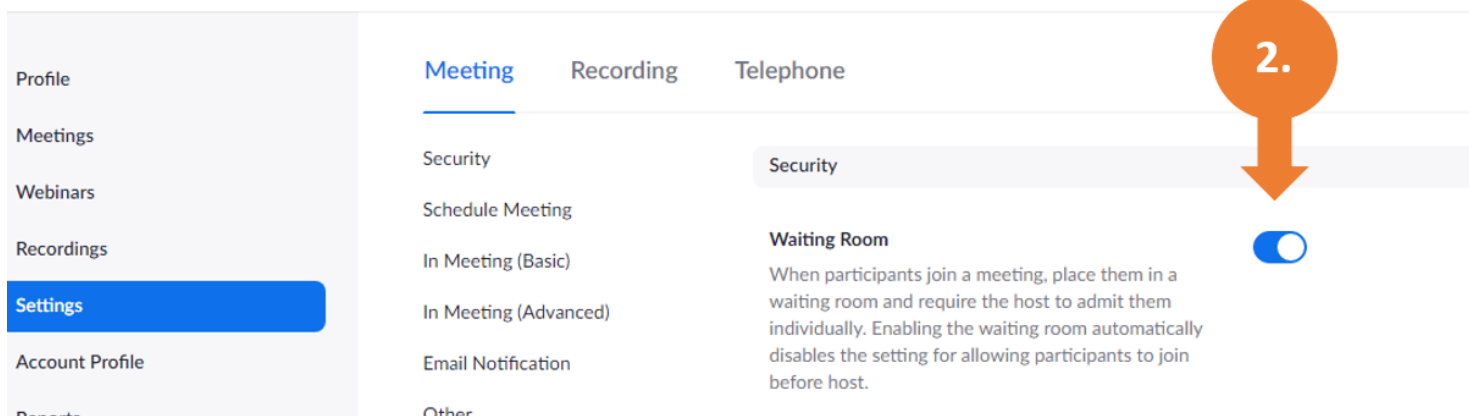 2.
Profile
Meetings
Webinars
Recordings
Settings
Account Profile
Reports
Meeting Recording Telephone
Security
Schedule Meeting
In Meeting (Basic)
In Meeting (Advanced)
Email Notification
Other
Security
Waiting Room
When participants join a meeting, place them in a
waiting room and require the host to admit them
individually. Enabling the waiting room automatically
disables the setting for allowing participants to join
before host.